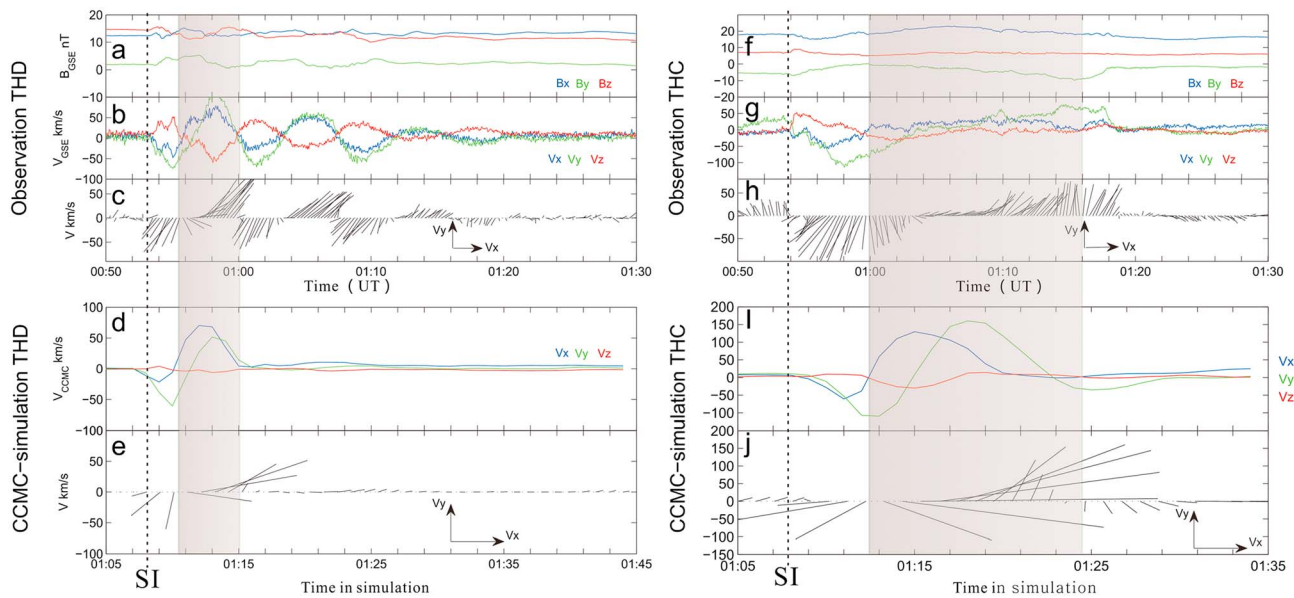 Observation THD
20
10
0
a
B_GSE nT
Bx By Bz
10
50
0
−50
−100
b
V_GSE km/s
Vx Vy Vz
50
0
−50
c
V km/s
Vy
Vx
00:50 01:00 01:10 01:20 01:30
Time ( UT )
CCMC−simulation THD
100
50
0
−50
−100
d
V_CCMC km/s
Vx Vy Vz
50
0
−50
−100
e
V km/s
Vy
Vx
01:05 01:15 01:25 01:35 01:45
SI
Time in simulation
Observation THC
30
20
10
0
−10
20
f
Bx By Bz
50
0
−50
−100
g
Vx Vy Vz
50
0
−50
h
Vy
Vx
00:50 01:00 01:10 01:20 01:30
Time ( UT )
CCMC−simulation THC
200
150
100
50
0
−50
−100
−150
I
Vx
Vy
Vz
200
150
100
50
0
−50
−100
−150
j
Vy
Vx
01:05 01:15 01:25 01:35
SI
Time in simulation